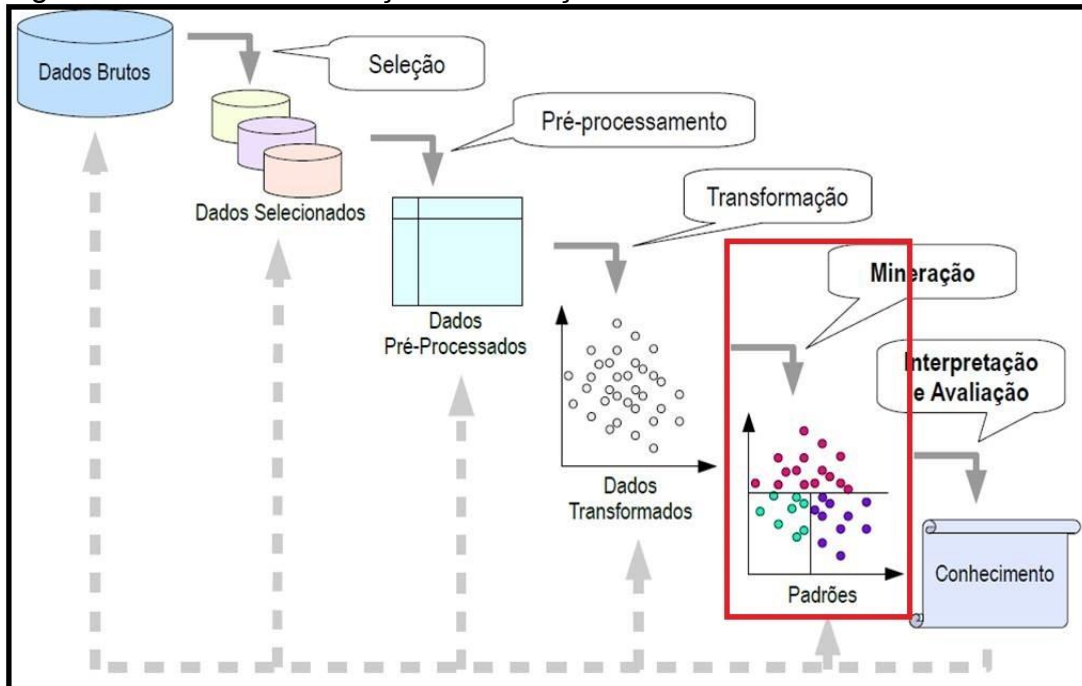 Dados Brutos
Seleção
Dados Selecionados
Pré-processamento
Dados
Pré-Processados
Transformação
Dados
Transformados
Mineração
Padrões
Interpretação
e Avaliação
Conhecimento